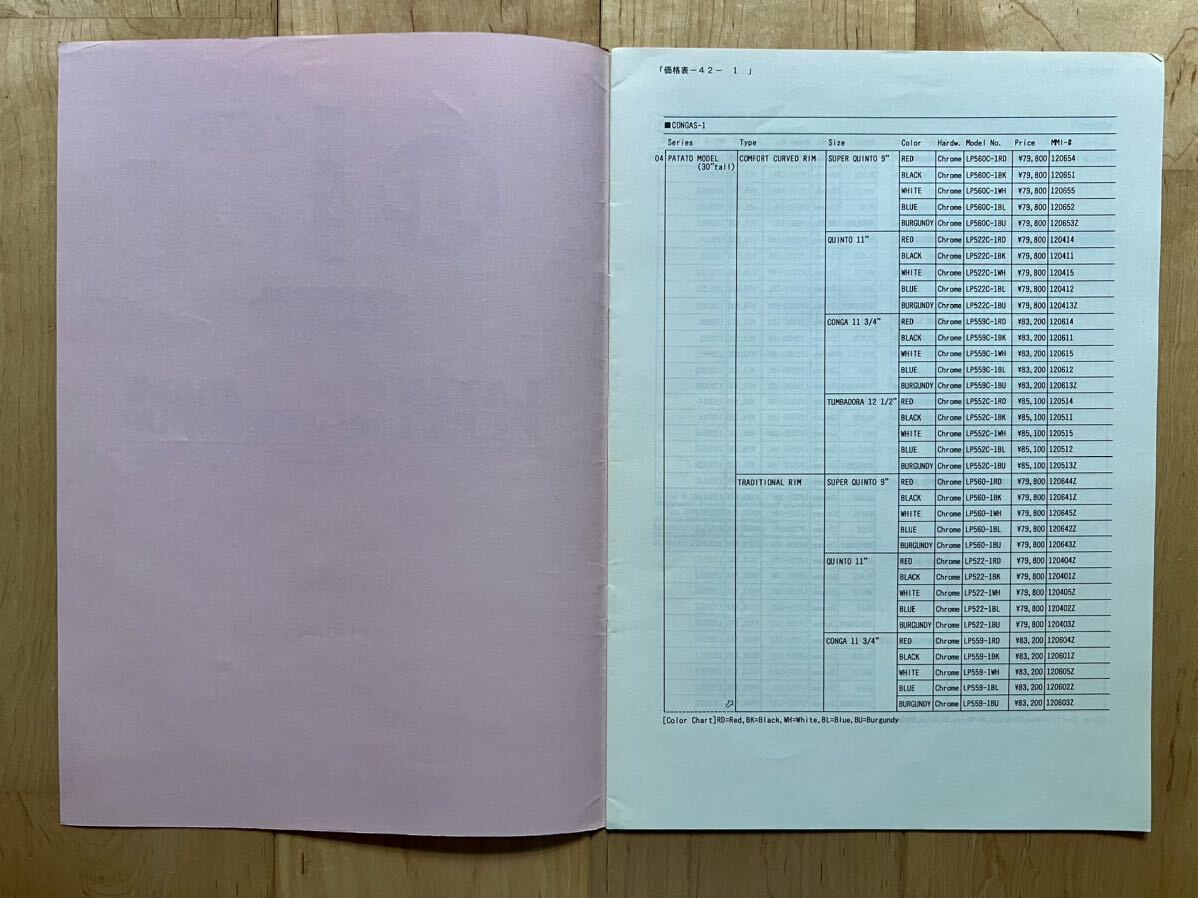 「価格表－４２－ １ 」
■CONGAS-1
Series Type Size Color Hardw. Model No. Price MMI-#
04 PATATO MODEL COMFORT CURVED RIM SUPER QUINTO 9" RED Chrome LP560C-1RD ¥79,800 120654
(30"tall)
BLACK Chrome LP560C-1BK ¥79,800 120651
WHITE Chrome LP560C-1WH ¥79,800 120655
BLUE Chrome LP560C-1BL ¥79,800 120652
BURGUNDY Chrome LP560C-1BU ¥79,800 120653Z
QUINTO 11" RED Chrome LP522C-1RD ¥79,800 120414
BLACK Chrome LP522C-1BK ¥79,800 120411
WHITE Chrome LP522C-1WH ¥79,800 120415
BLUE Chrome LP522C-1BL ¥79,800 120412
BURGUNDY Chrome LP522C-1BU ¥79,800 120413Z
CONGA 11 3/4" RED Chrome LP559C-1RD ¥83,200 120614
BLACK Chrome LP559C-1BK ¥83,200 120611
WHITE Chrome LP559C-1WH ¥83,200 120615
BLUE Chrome LP559C-1BL ¥83,200 120612
BURGUNDY Chrome LP559C-1BU ¥83,200 120613Z
TUMBADORA 12 1/2" RED Chrome LP552C-1RD ¥85,100 120514
BLACK Chrome LP552C-1BK ¥85,100 120511
WHITE Chrome LP552C-1WH ¥85,100 120515
BLUE Chrome LP552C-1BL ¥85,100 120512
BURGUNDY Chrome LP552C-1BU ¥85,100 120513Z
TRADITIONAL RIM SUPER QUINTO 9" RED Chrome LP560-1RD ¥79,800 120644Z
BLACK Chrome LP560-1BK ¥79,800 120641Z
WHITE Chrome LP560-1WH ¥79,800 120645Z
BLUE Chrome LP560-1BL ¥79,800 120642Z
BURGUNDY Chrome LP560-1BU ¥79,800 120643Z
QUINTO 11" RED Chrome LP522-1RD ¥79,800 120404Z
BLACK Chrome LP522-1BK ¥79,800 120401Z
WHITE Chrome LP522-1WH ¥79,800 120405Z
BLUE Chrome LP522-1BL ¥79,800 120402Z
BURGUNDY Chrome LP522-1BU ¥79,800 120403Z
CONGA 11 3/4" RED Chrome LP559-1RD ¥83,200 120604Z
BLACK Chrome LP559-1BK ¥83,200 120601Z
WHITE Chrome LP559-1WH ¥83,200 120605Z
BLUE Chrome LP559-1BL ¥83,200 120602Z
BURGUNDY Chrome LP559-1BU ¥83,200 120603Z
[Color Chart]RD=Red, BK=Black, WH=White, BL=Blue, BU=Burgundy